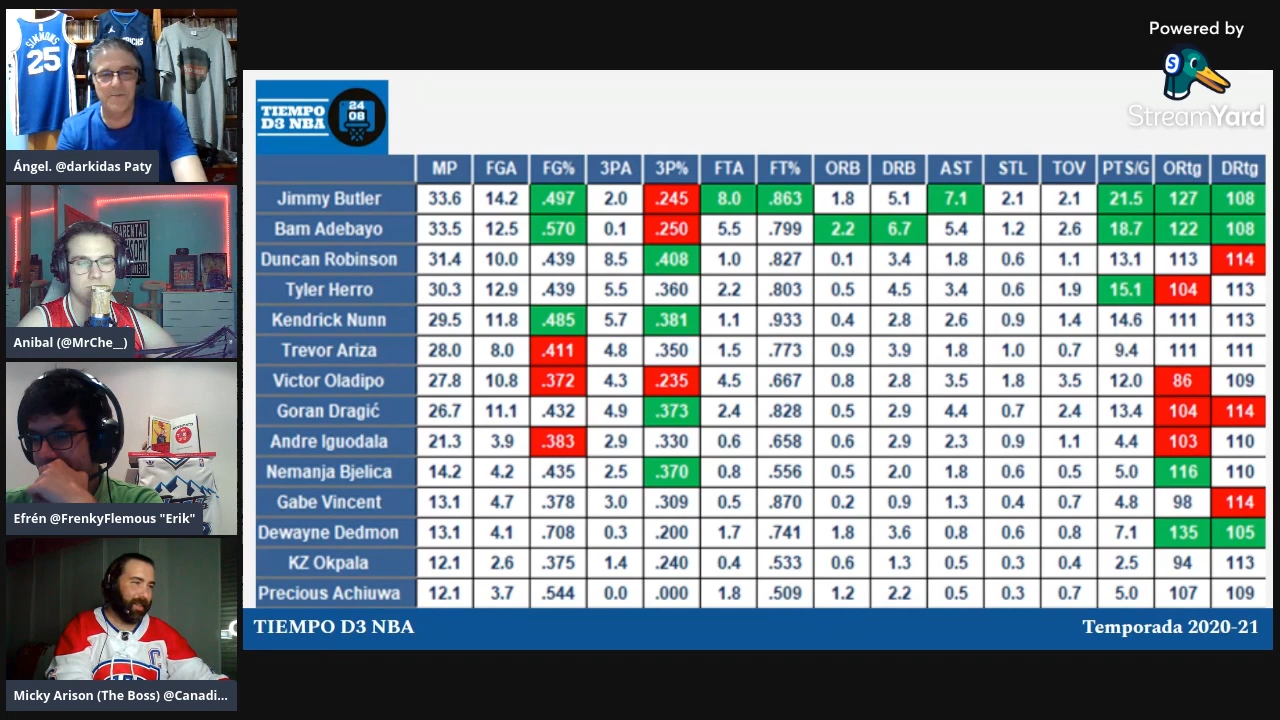 SIMMONS
25
Ángel. @darkidas Paty
PARENTAL
Anibal (@MrChe__)
Efrén @FrenkyFlemous "Erik"
Micky Arison (The Boss) @Canadi...
Powered by
S
StreamYard
TIEMPO
D3 NBA
24
08
MP FGA FG% 3PA 3P% FTA FT% ORB DRB AST STL TOV PTS/G ORtg DRtg
Jimmy Butler 33.6 14.2 .497 2.0 .245 8.0 .863 1.8 5.1 7.1 2.1 2.1 21.5 127 108
Bam Adebayo 33.5 12.5 .570 0.1 .250 5.5 .799 2.2 6.7 5.4 1.2 2.6 18.7 122 108
Duncan Robinson 31.4 10.0 .439 8.5 .408 1.0 .827 0.1 3.4 1.8 0.6 1.1 13.1 113 114
Tyler Herro 30.3 12.9 .439 5.5 .360 2.2 .803 0.5 4.5 3.4 0.6 1.9 15.1 104 113
Kendrick Nunn 29.5 11.8 .485 5.7 .381 1.1 .933 0.4 2.8 2.6 0.9 1.4 14.6 111 113
Trevor Ariza 28.0 8.0 .411 4.8 .350 1.5 .773 0.9 3.9 1.8 1.0 0.7 9.4 111 111
Victor Oladipo 27.8 10.8 .372 4.3 .235 4.5 .667 0.8 2.8 3.5 1.8 3.5 12.0 86 109
Goran Dragić 26.7 11.1 .432 4.9 .373 2.4 .828 0.5 2.9 4.4 0.7 2.4 13.4 104 114
Andre Iguodala 21.3 3.9 .383 2.9 .330 0.6 .658 0.6 2.9 2.3 0.9 1.1 4.4 103 110
Nemanja Bjelica 14.2 4.2 .435 2.5 .370 0.8 .556 0.5 2.0 1.8 0.6 0.5 5.0 116 110
Gabe Vincent 13.1 4.7 .378 3.0 .309 0.5 .870 0.2 0.9 1.3 0.4 0.7 4.8 98 114
Dewayne Dedmon 13.1 4.1 .708 0.3 .200 1.7 .741 1.8 3.6 0.8 0.6 0.8 7.1 135 105
KZ Okpala 12.1 2.6 .375 1.4 .240 0.4 .533 0.6 1.3 0.5 0.3 0.4 2.5 94 113
Precious Achiuwa 12.1 3.7 .544 0.0 .000 1.8 .509 1.2 2.2 0.5 0.3 0.7 5.0 107 109
TIEMPO D3 NBA
Temporada 2020-21